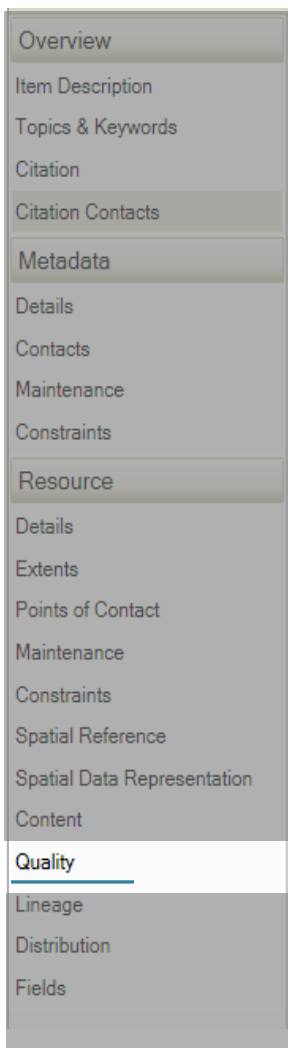 Overview
Item Description
Topics & Keywords
Citation
Citation Contacts
Metadata
Details
Contacts
Maintenance
Constraints
Resource
Details
Extents
Points of Contact
Maintenance
Constraints
Spatial Reference
Spatial Data Representation
Content
Quality
Lineage
Distribution
Fields